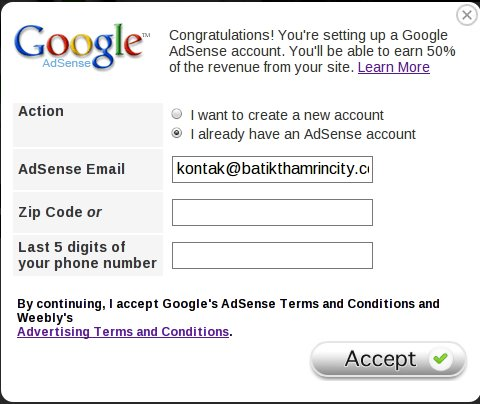 Google™
AdSense
Congratulations! You're setting up a Google
AdSense account. You'll be able to earn 50%
of the revenue from your site. Learn More
Action
I want to create a new account
I already have an AdSense account
AdSense Email
kontak@batikthamrincity.c
Zip Code or
Last 5 digits of
your phone number
By continuing, I accept Google's AdSense Terms and Conditions and
Weebly's
Advertising Terms and Conditions.
Accept